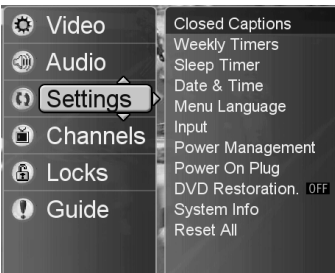 Video
Audio
Settings
Channels
Locks
Guide
Closed Captions
Weekly Timers
Sleep Timer
Date & Time
Menu Language
Input
Power Management
Power On Plug
DVD Restoration. OFF
System Info
Reset All